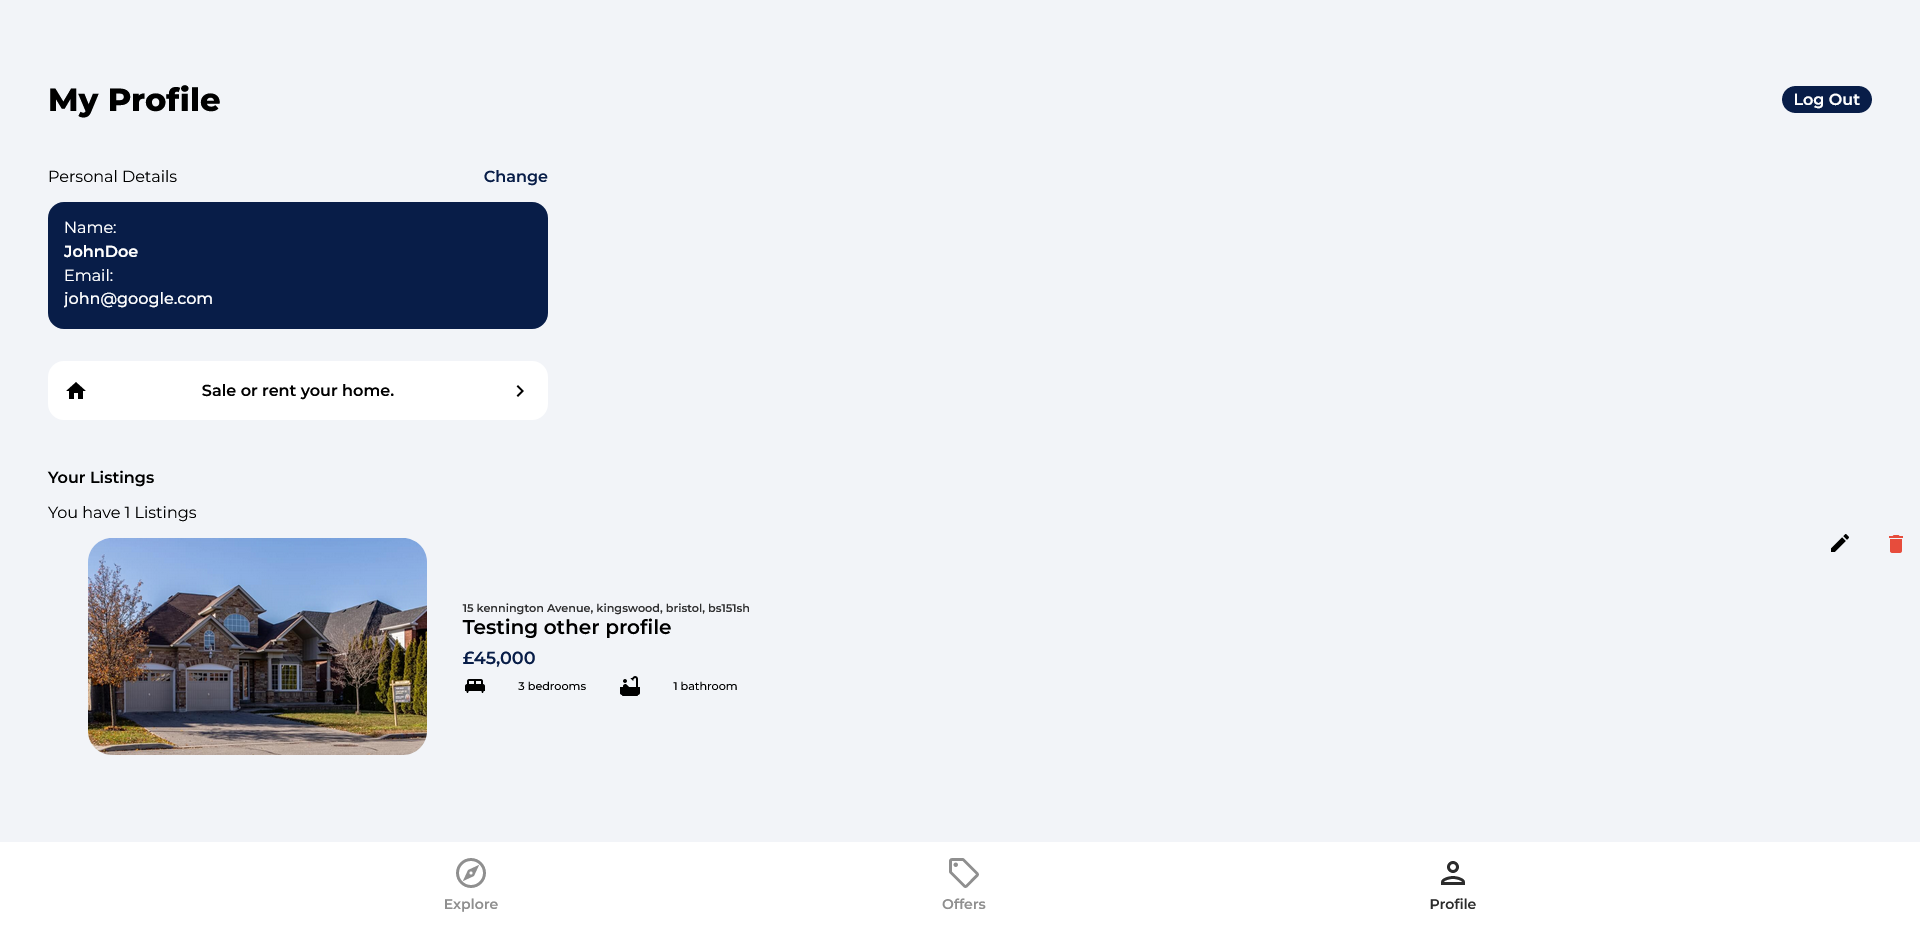 My Profile
Log Out
Personal Details
Change
Name:
JohnDoe
Email:
john@google.com
Sale or rent your home.
Your Listings
You have 1 Listings
15 kennington Avenue, kingswood, bristol, bs151sh
Testing other profile
£45,000
3 bedrooms
1 bathroom
Explore
Offers
Profile